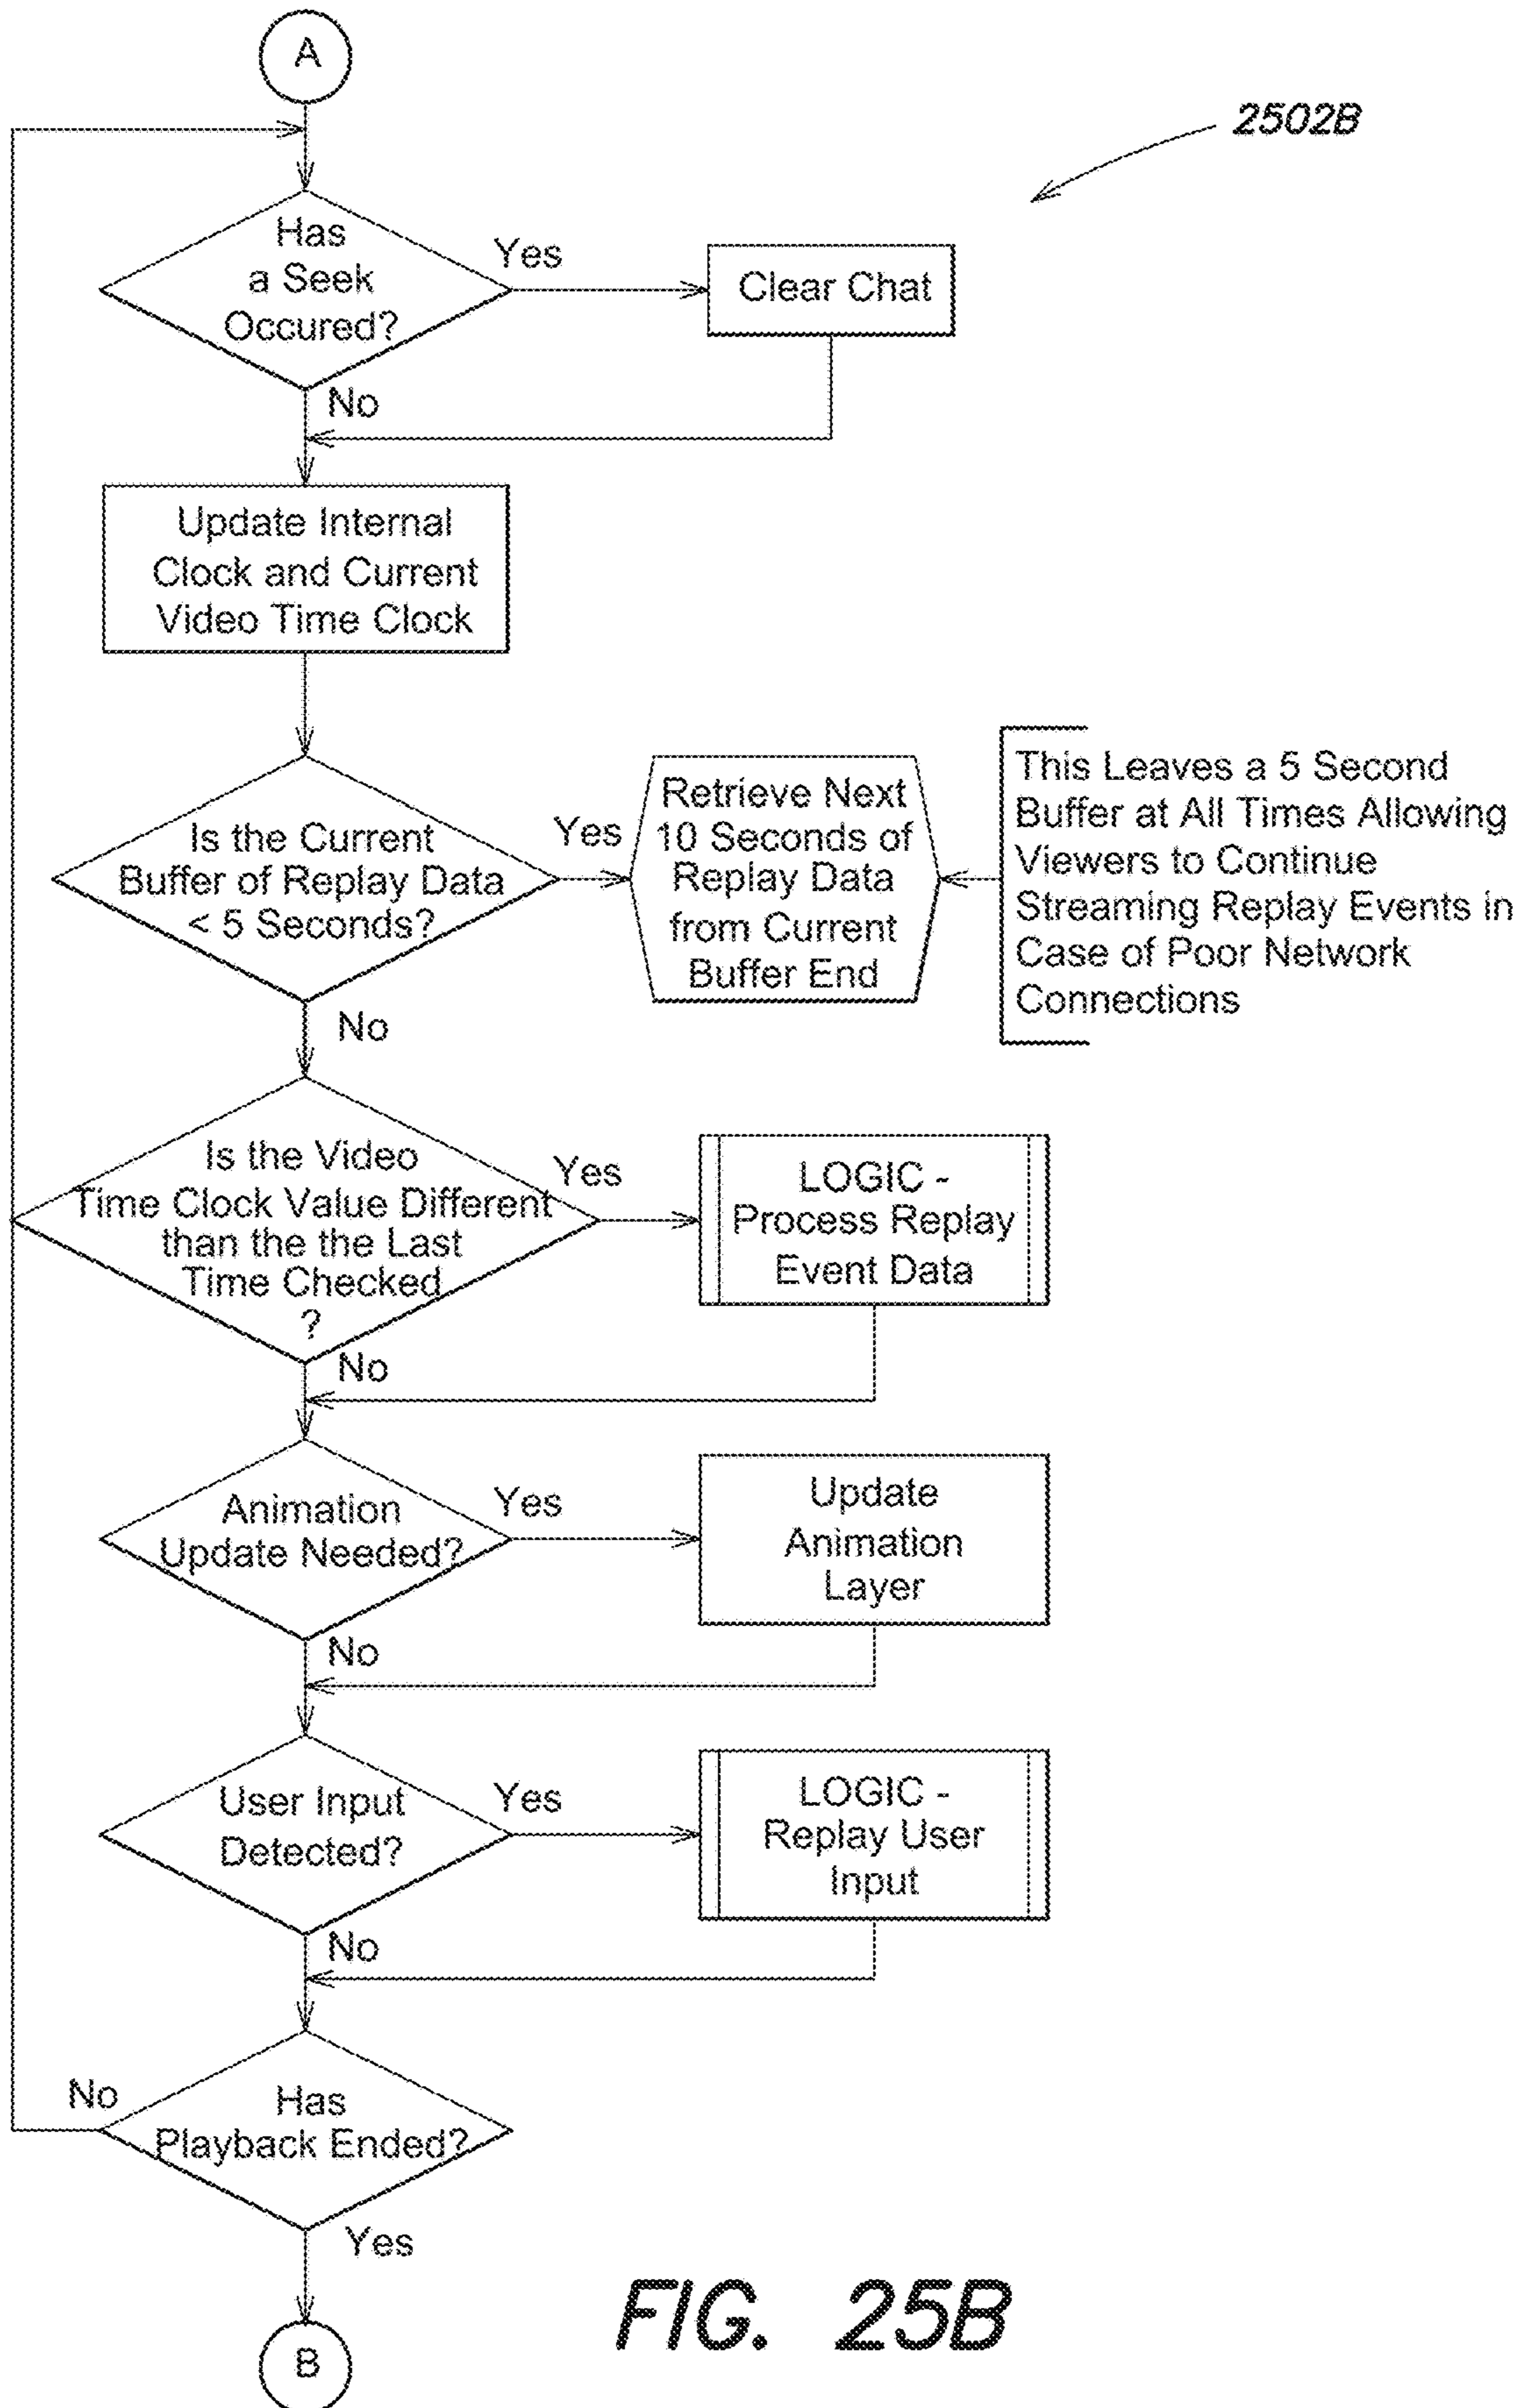 A
2502B
Has
a Seek
Occured?
Yes
Clear Chat
No
Update Internal
Clock and Current
Video Time Clock
Is the Current
Buffer of Replay Data
< 5 Seconds?
Yes
Retrieve Next
10 Seconds of
Replay Data
from Current
Buffer End
This Leaves a 5 Second
Buffer at All Times Allowing
Viewers to Continue
Streaming Replay Events in
Case of Poor Network
Connections
No
Is the Video
Time Clock Value Different
than the the Last
Time Checked
?
Yes
LOGIC -
Process Replay
Event Data
No
Animation
Update Needed?
Yes
Update
Animation
Layer
No
User Input
Detected?
Yes
LOGIC -
Replay User
Input
No
Has
Playback Ended?
No
Yes
B
FIG. 25B